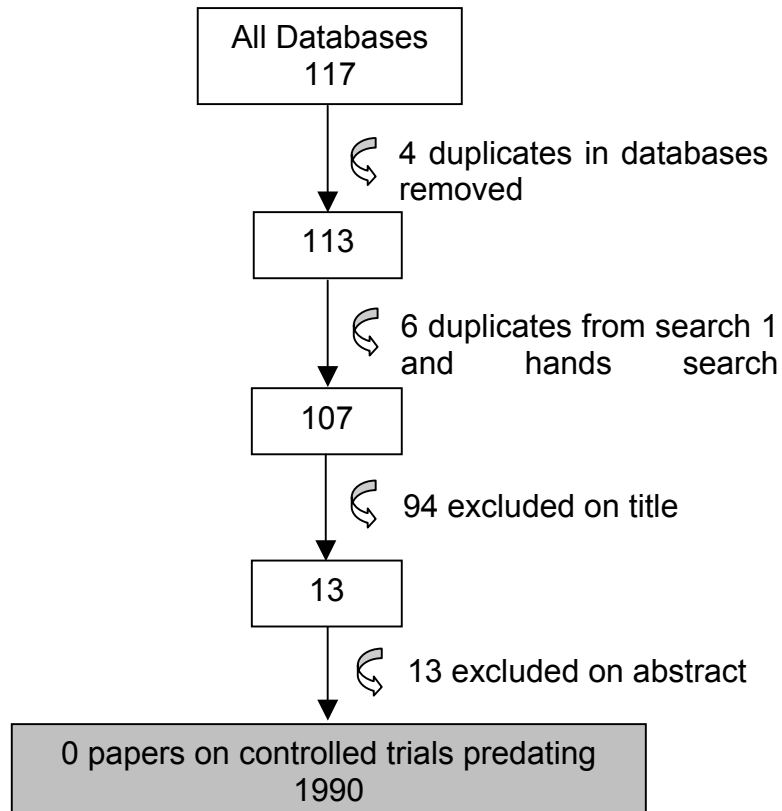 All Databases
117
4 duplicates in databases
removed
113
6 duplicates from search 1
and hands search
107
94 excluded on title
13
13 excluded on abstract
0 papers on controlled trials predating
1990